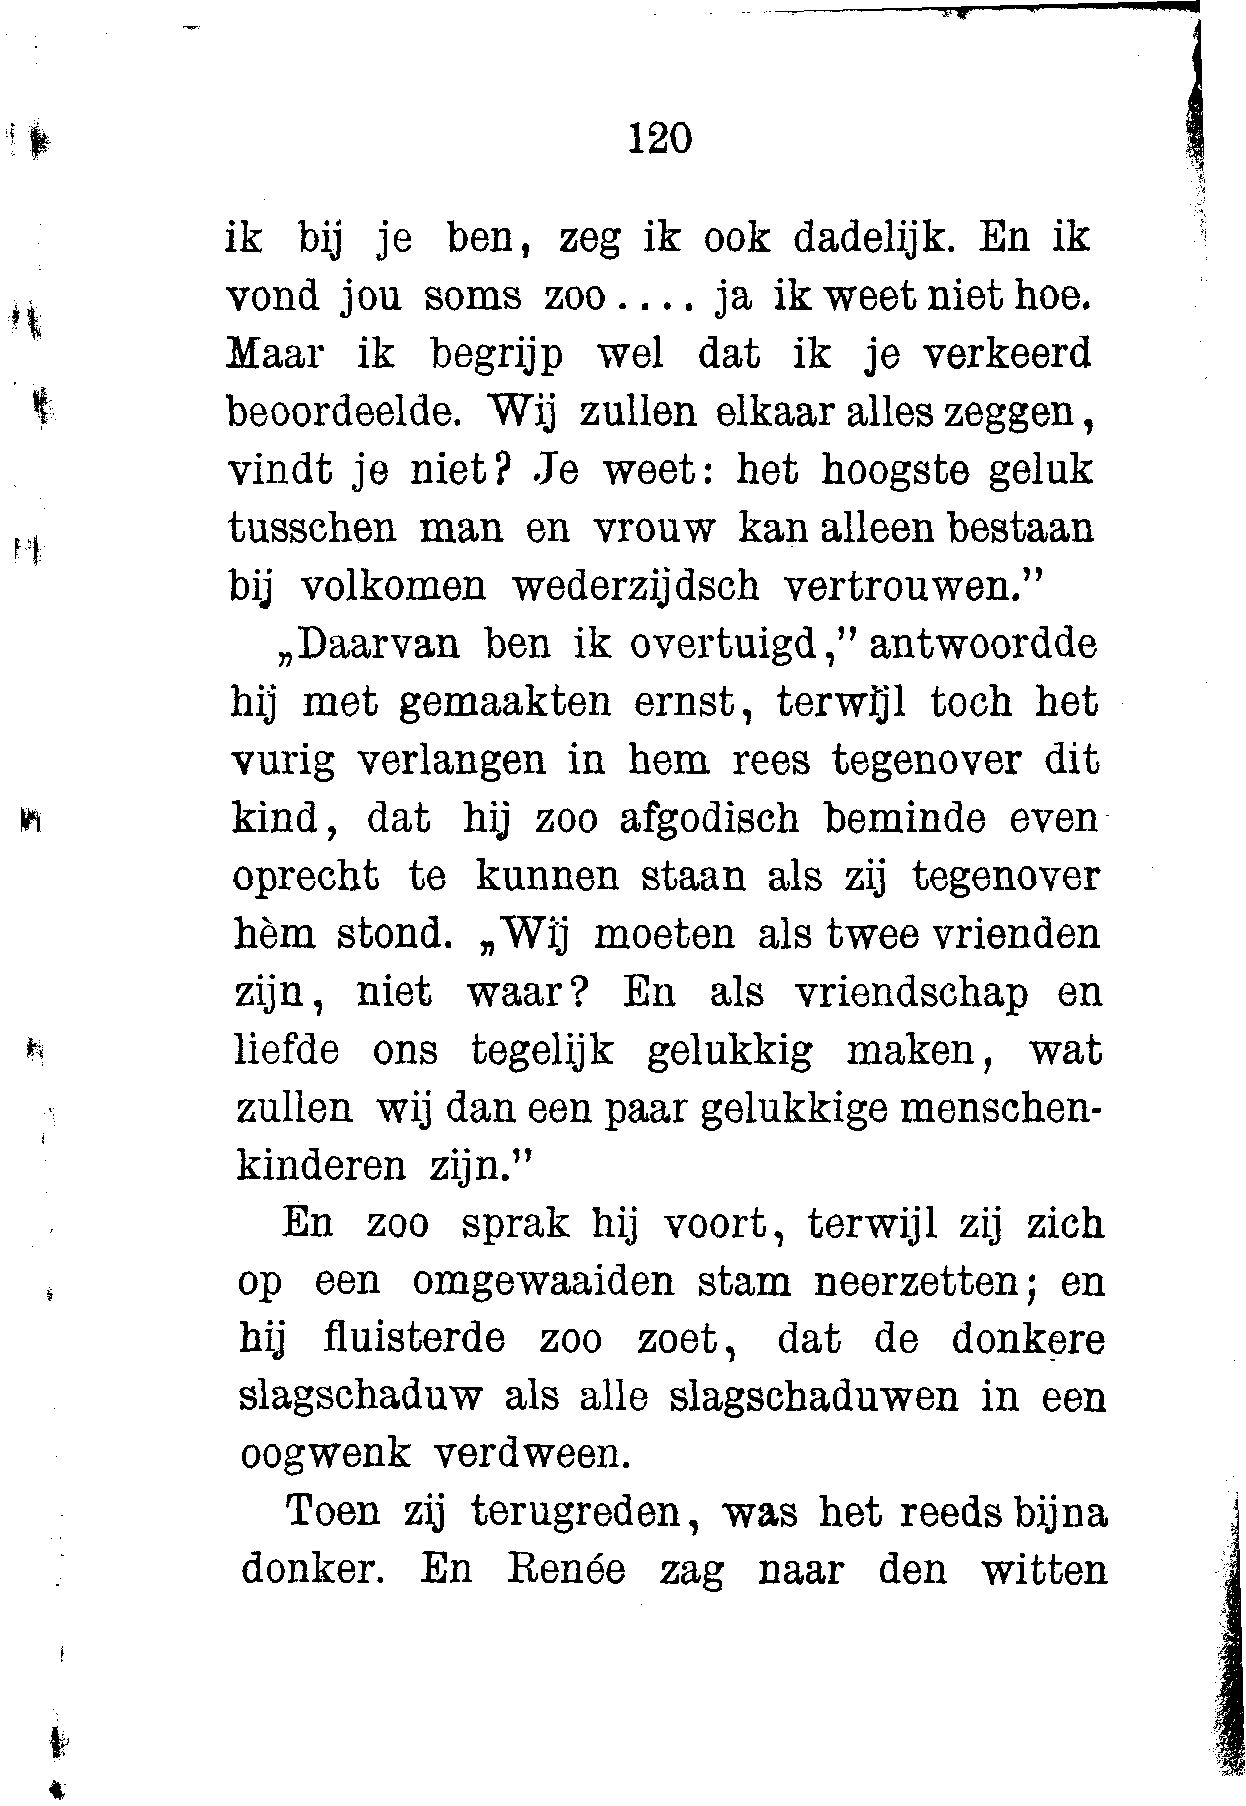 120
ik bij je ben, zeg ik ook dadelijk. En ik
vond jou soms zoo.... ja ik weet niet hoe.
Maar ik begrijp wel dat ik je verkeerd
beoordeelde. Wij zullen elkaar alles zeggen,
vindt je niet? Je weet: het hoogste geluk
tusschen man en vrouw kan alleen bestaan
bij volkomen wederzijdsch vertrouwen.”
„Daarvan ben ik overtuigd,” antwoordde
hij met gemaakten ernst, terwijl toch het
vurig verlangen in hem rees tegenover dit
kind, dat hij zoo afgodisch beminde even
oprecht te kunnen staan als zij tegenover
hèm stond. „Wij moeten als twee vrienden
zijn, niet waar? En als vriendschap en
liefde ons tegelijk gelukkig maken, wat
zullen wij dan een paar gelukkige menschen-
kinderen zijn.”
En zoo sprak hij voort, terwijl zij zich
op een omgewaaiden stam neerzetten; en
hij fluisterde zoo zoet, dat de donkere
slagschaduw als alle slagschaduwen in een
oogwenk verdween.
Toen zij terugreden, was het reeds bijna
donker. En Renée zag naar den witten